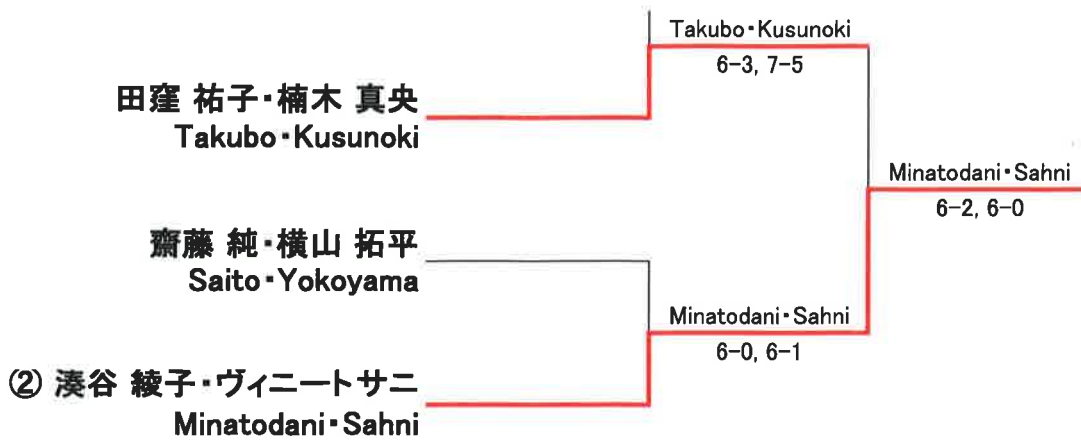 Takubo・Kusunoki
6-3, 7-5
田窪 祐子・楠木 真央
Takubo・Kusunoki
Minatodani・Sahni
6-2, 6-0
齋藤 純・横山 拓平
Saito・Yokoyama
Minatodani・Sahni
6-0, 6-1
②湊谷 綾子・ヴィニートサニ
Minatodani・Sahni